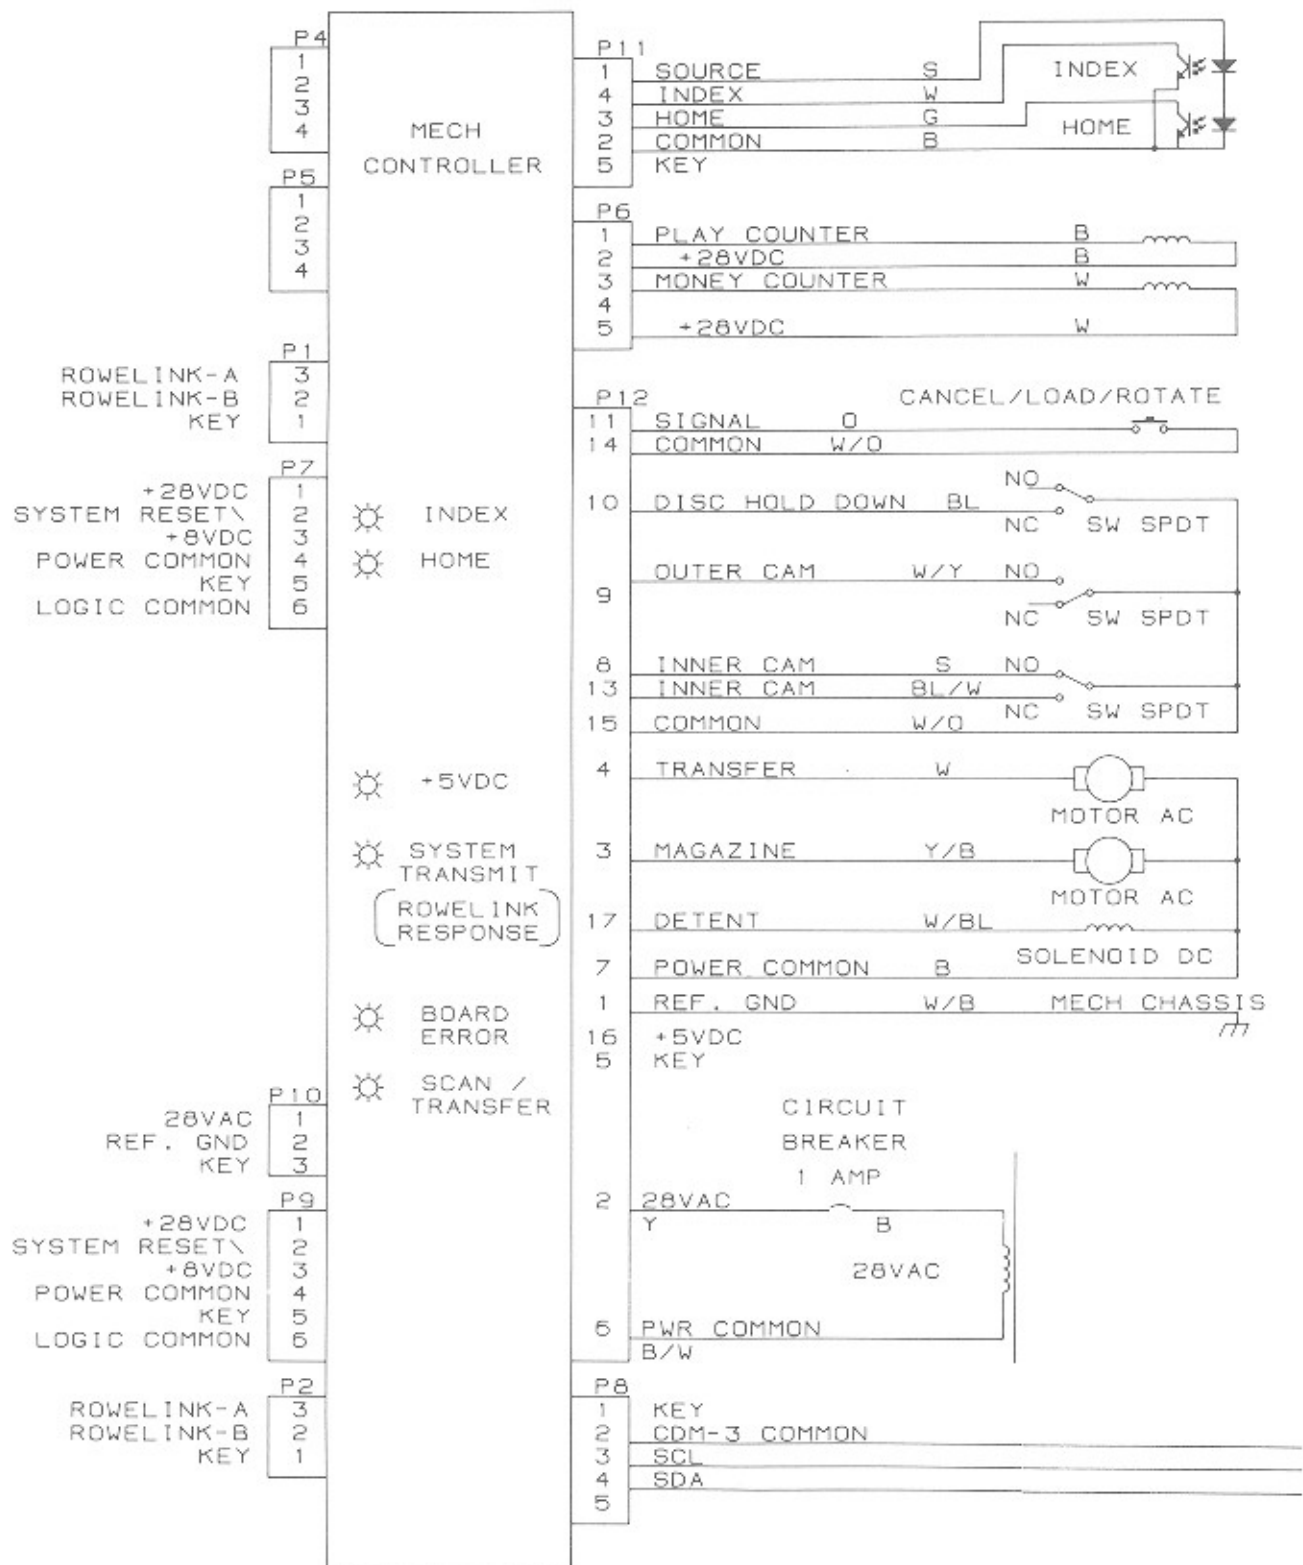 P4
1
2
3
4
P5
1
2
3
4
P1
ROWELINK-A 3
ROWELINK-B 2
KEY 1
P7
+28VDC 1
SYSTEM RESET\ 2
+8VDC 3
POWER COMMON 4
KEY 5
LOGIC COMMON 6
P10
28VAC 1
REF. GND 2
KEY 3
P9
+28VDC 1
SYSTEM RESET\ 2
+8VDC 3
POWER COMMON 4
KEY 5
LOGIC COMMON 6
P2
ROWELINK-A 3
ROWELINK-B 2
KEY 1
MECH
CONTROLLER
INDEX
HOME
+5VDC
SYSTEM
TRANSMIT
ROWELINK
RESPONSE
BOARD
ERROR
SCAN /
TRANSFER
P11
1 SOURCE S
4 INDEX W
3 HOME G
2 COMMON B
5 KEY
INDEX
HOME
P6
1 PLAY COUNTER B
2 +28VDC B
3 MONEY COUNTER W
4
5 +28VDC W
P12
CANCEL/LOAD/ROTATE
11 SIGNAL O
14 COMMON W/O
10 DISC HOLD DOWN BL NO
NC SW SPDT
OUTER CAM W/Y NO
9
NC SW SPDT
8 INNER CAM S NO
13 INNER CAM BL/W
NC SW SPDT
15 COMMON W/O
4 TRANSFER W
MOTOR AC
3 MAGAZINE Y/B
MOTOR AC
17 DETENT W/BL
SOLENOID DC
7 POWER COMMON B
1 REF. GND W/B MECH CHASSIS
16 +5VDC
5 KEY
CIRCUIT
BREAKER
1 AMP
2 28VAC
Y B
28VAC
6 PWR COMMON
B/W
P8
1 KEY
2 CDM-3 COMMON
3 SCL
4 SDA
5